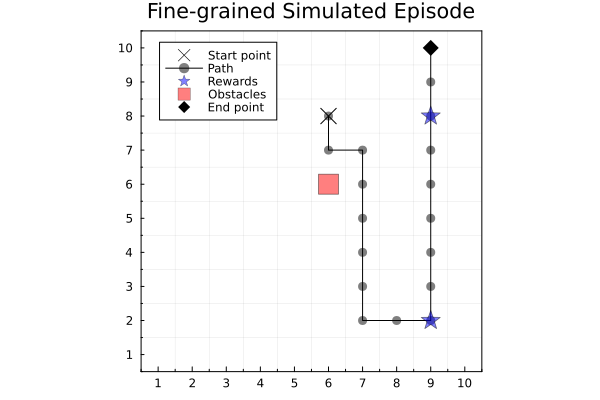 Fine-grained Simulated Episode
Start point
Path
Rewards
Obstacles
End point
10
9
8
7
6
5
4
3
2
1
1 2 3 4 5 6 7 8 9 10